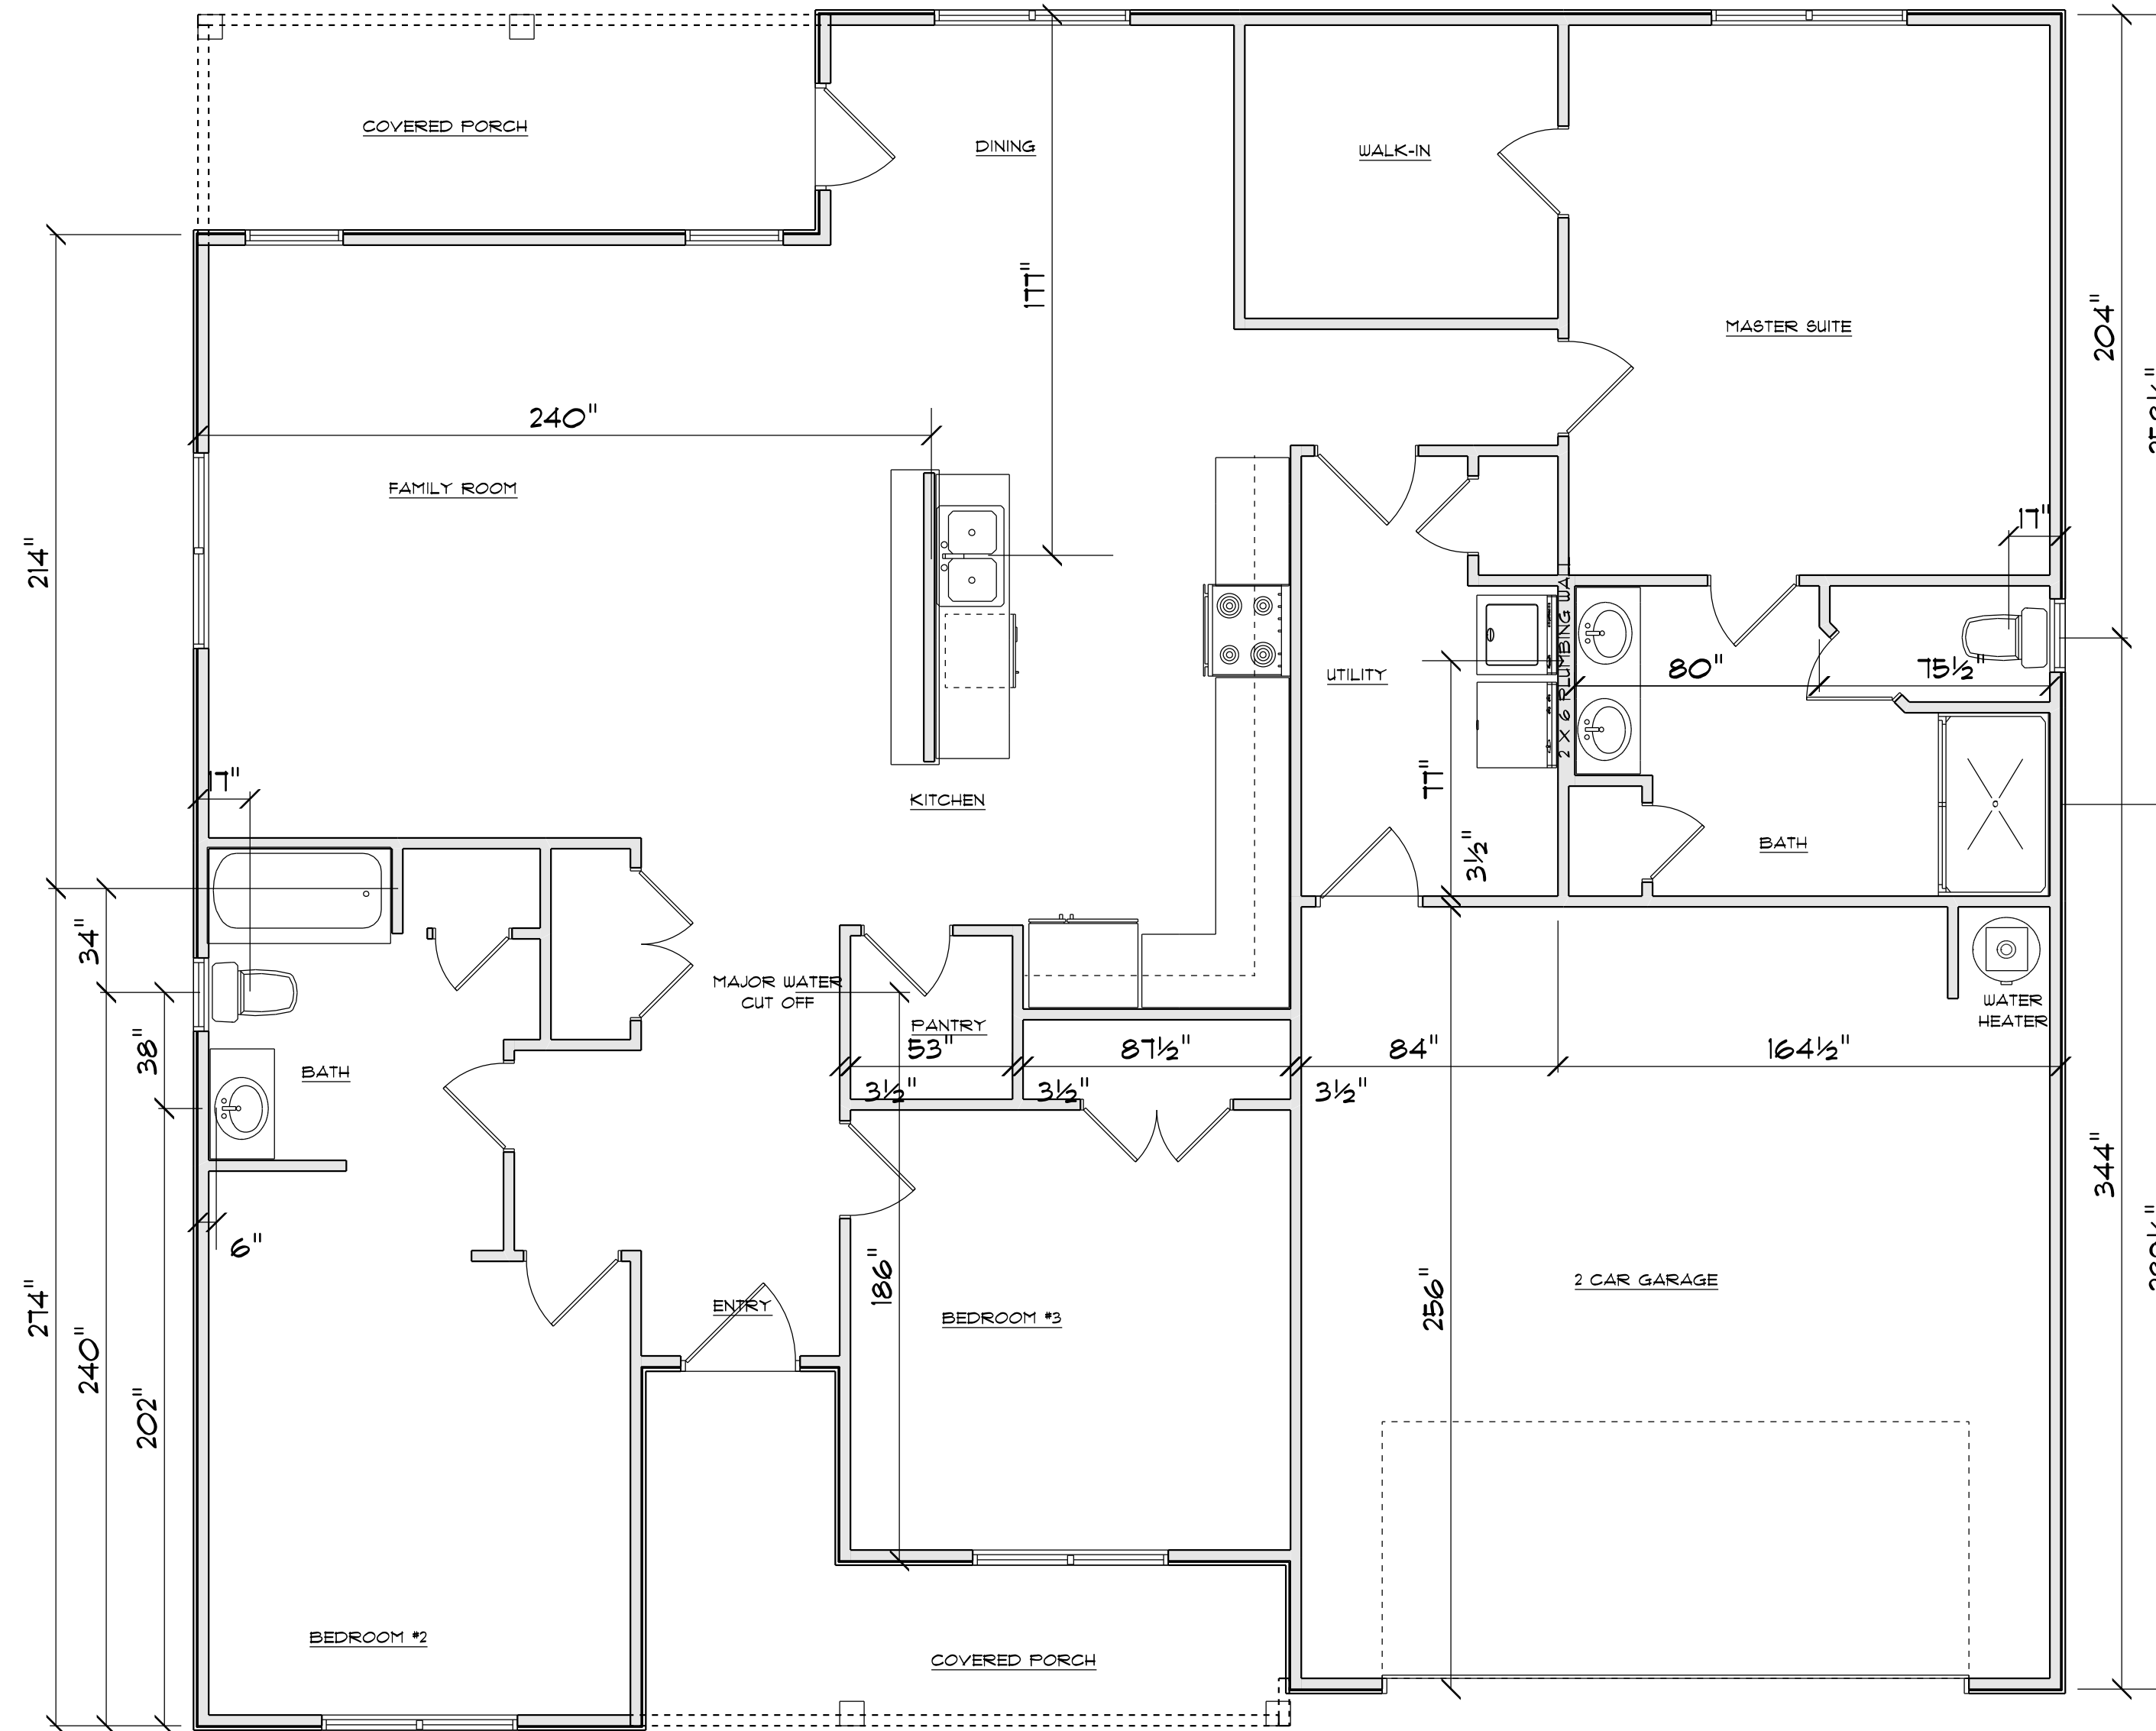 COVERED PORCH
DINING
WALK-IN
177"
MASTER SUITE
204"
240"
FAMILY ROOM
17"
214"
UTILITY
2 X 6 PLUMBING WALL
80"
75½"
17"
77"
KITCHEN
3½"
BATH
34"
MAJOR WATER
CUT OFF
PANTRY
WATER
HEATER
38"
BATH
53"
87½"
84"
164½"
3½"
3½"
3½"
344"
6"
186"
256"
2 CAR GARAGE
274"
240"
ENTRY
BEDROOM #3
202"
BEDROOM #2
COVERED PORCH